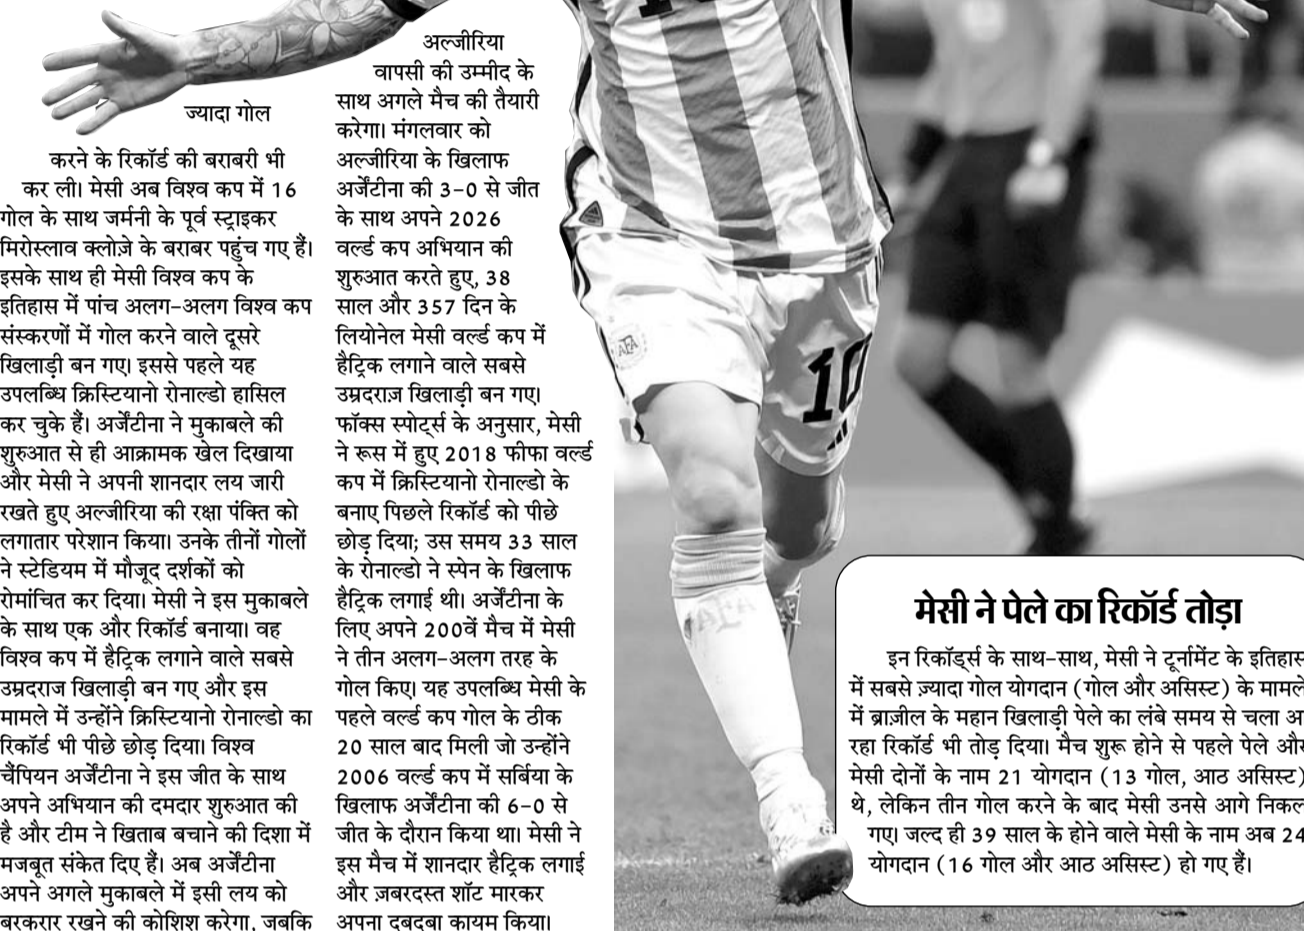 ज्यादा गोल
करने के रिकॉर्ड की बराबरी भी
कर ली। मेसी अब विश्व कप में 16
गोल के साथ जर्मनी के पूर्व स्ट्राइकर
मिरोस्लाव क्लोज़े के बराबर पहुंच गए हैं।
इसके साथ ही मेसी विश्व कप के
इतिहास में पांच अलग-अलग विश्व कप
संस्करणों में गोल करने वाले दूसरे
खिलाड़ी बन गए। इससे पहले यह
उपलब्धि क्रिस्टियानो रोनाल्डो हासिल
कर चुके हैं। अर्जेंटीना ने मुकाबले की
शुरुआत से ही आक्रामक खेल दिखाया
और मेसी ने अपनी शानदार लय जारी
रखते हुए अल्जीरिया की रक्षा पंक्ति को
लगातार परेशान किया। उनके तीनों गोलों
ने स्टेडियम में मौजूद दर्शकों को
रोमांचित कर दिया। मेसी ने इस मुकाबले
के साथ एक और रिकॉर्ड बनाया। वह
विश्व कप में हैट्रिक लगाने वाले सबसे
उम्रदराज खिलाड़ी बन गए और इस
मामले में उन्होंने क्रिस्टियानो रोनाल्डो का
रिकॉर्ड भी पीछे छोड़ दिया। विश्व
चैंपियन अर्जेंटीना ने इस जीत के साथ
अपने अभियान की दमदार शुरुआत की
है और टीम ने खिताब बचाने की दिशा में
मजबूत संकेत दिए हैं। अब अर्जेंटीना
अपने अगले मुकाबले में इसी लय को
बरकरार रखने की कोशिश करेगा, जबकि
अल्जीरिया
वापसी की उम्मीद के
साथ अगले मैच की तैयारी
करेगा। मंगलवार को
अल्जीरिया के खिलाफ
अर्जेंटीना की 3-0 से जीत
के साथ अपने 2026
वर्ल्ड कप अभियान की
शुरुआत करते हुए, 38
साल और 357 दिन के
लियोनेल मेसी वर्ल्ड कप में
हैट्रिक लगाने वाले सबसे
उम्रदराज़ खिलाड़ी बन गए।
फॉक्स स्पोर्ट्स के अनुसार, मेसी
ने रूस में हुए 2018 फीफा वर्ल्ड
कप में क्रिस्टियानो रोनाल्डो के
बनाए पिछले रिकॉर्ड को पीछे
छोड़ दिया; उस समय 33 साल
के रोनाल्डो ने स्पेन के खिलाफ
हैट्रिक लगाई थी। अर्जेंटीना के
लिए अपने 200वें मैच में मेसी
ने तीन अलग-अलग तरह के
गोल किए। यह उपलब्धि मेसी के
पहले वर्ल्ड कप गोल के ठीक
20 साल बाद मिली जो उन्होंने
2006 वर्ल्ड कप में सर्बिया के
खिलाफ अर्जेंटीना की 6-0 से
जीत के दौरान किया था। मेसी ने
इस मैच में शानदार हैट्रिक लगाई
और ज़बरदस्त शॉट मारकर
अपना दबदबा कायम किया।
AFA
10
मेसी ने पेले का रिकॉर्ड तोड़ा
इन रिकॉर्ड्स के साथ-साथ, मेसी ने टूर्नामेंट के इतिहास
में सबसे ज़्यादा गोल योगदान (गोल और असिस्ट) के मामले
में ब्राज़ील के महान खिलाड़ी पेले का लंबे समय से चला आ
रहा रिकॉर्ड भी तोड़ दिया। मैच शुरू होने से पहले पेले और
मेसी दोनों के नाम 21 योगदान (13 गोल, आठ असिस्ट)
थे, लेकिन तीन गोल करने के बाद मेसी उनसे आगे निकल
गए। जल्द ही 39 साल के होने वाले मेसी के नाम अब 24
योगदान (16 गोल और आठ असिस्ट) हो गए हैं।